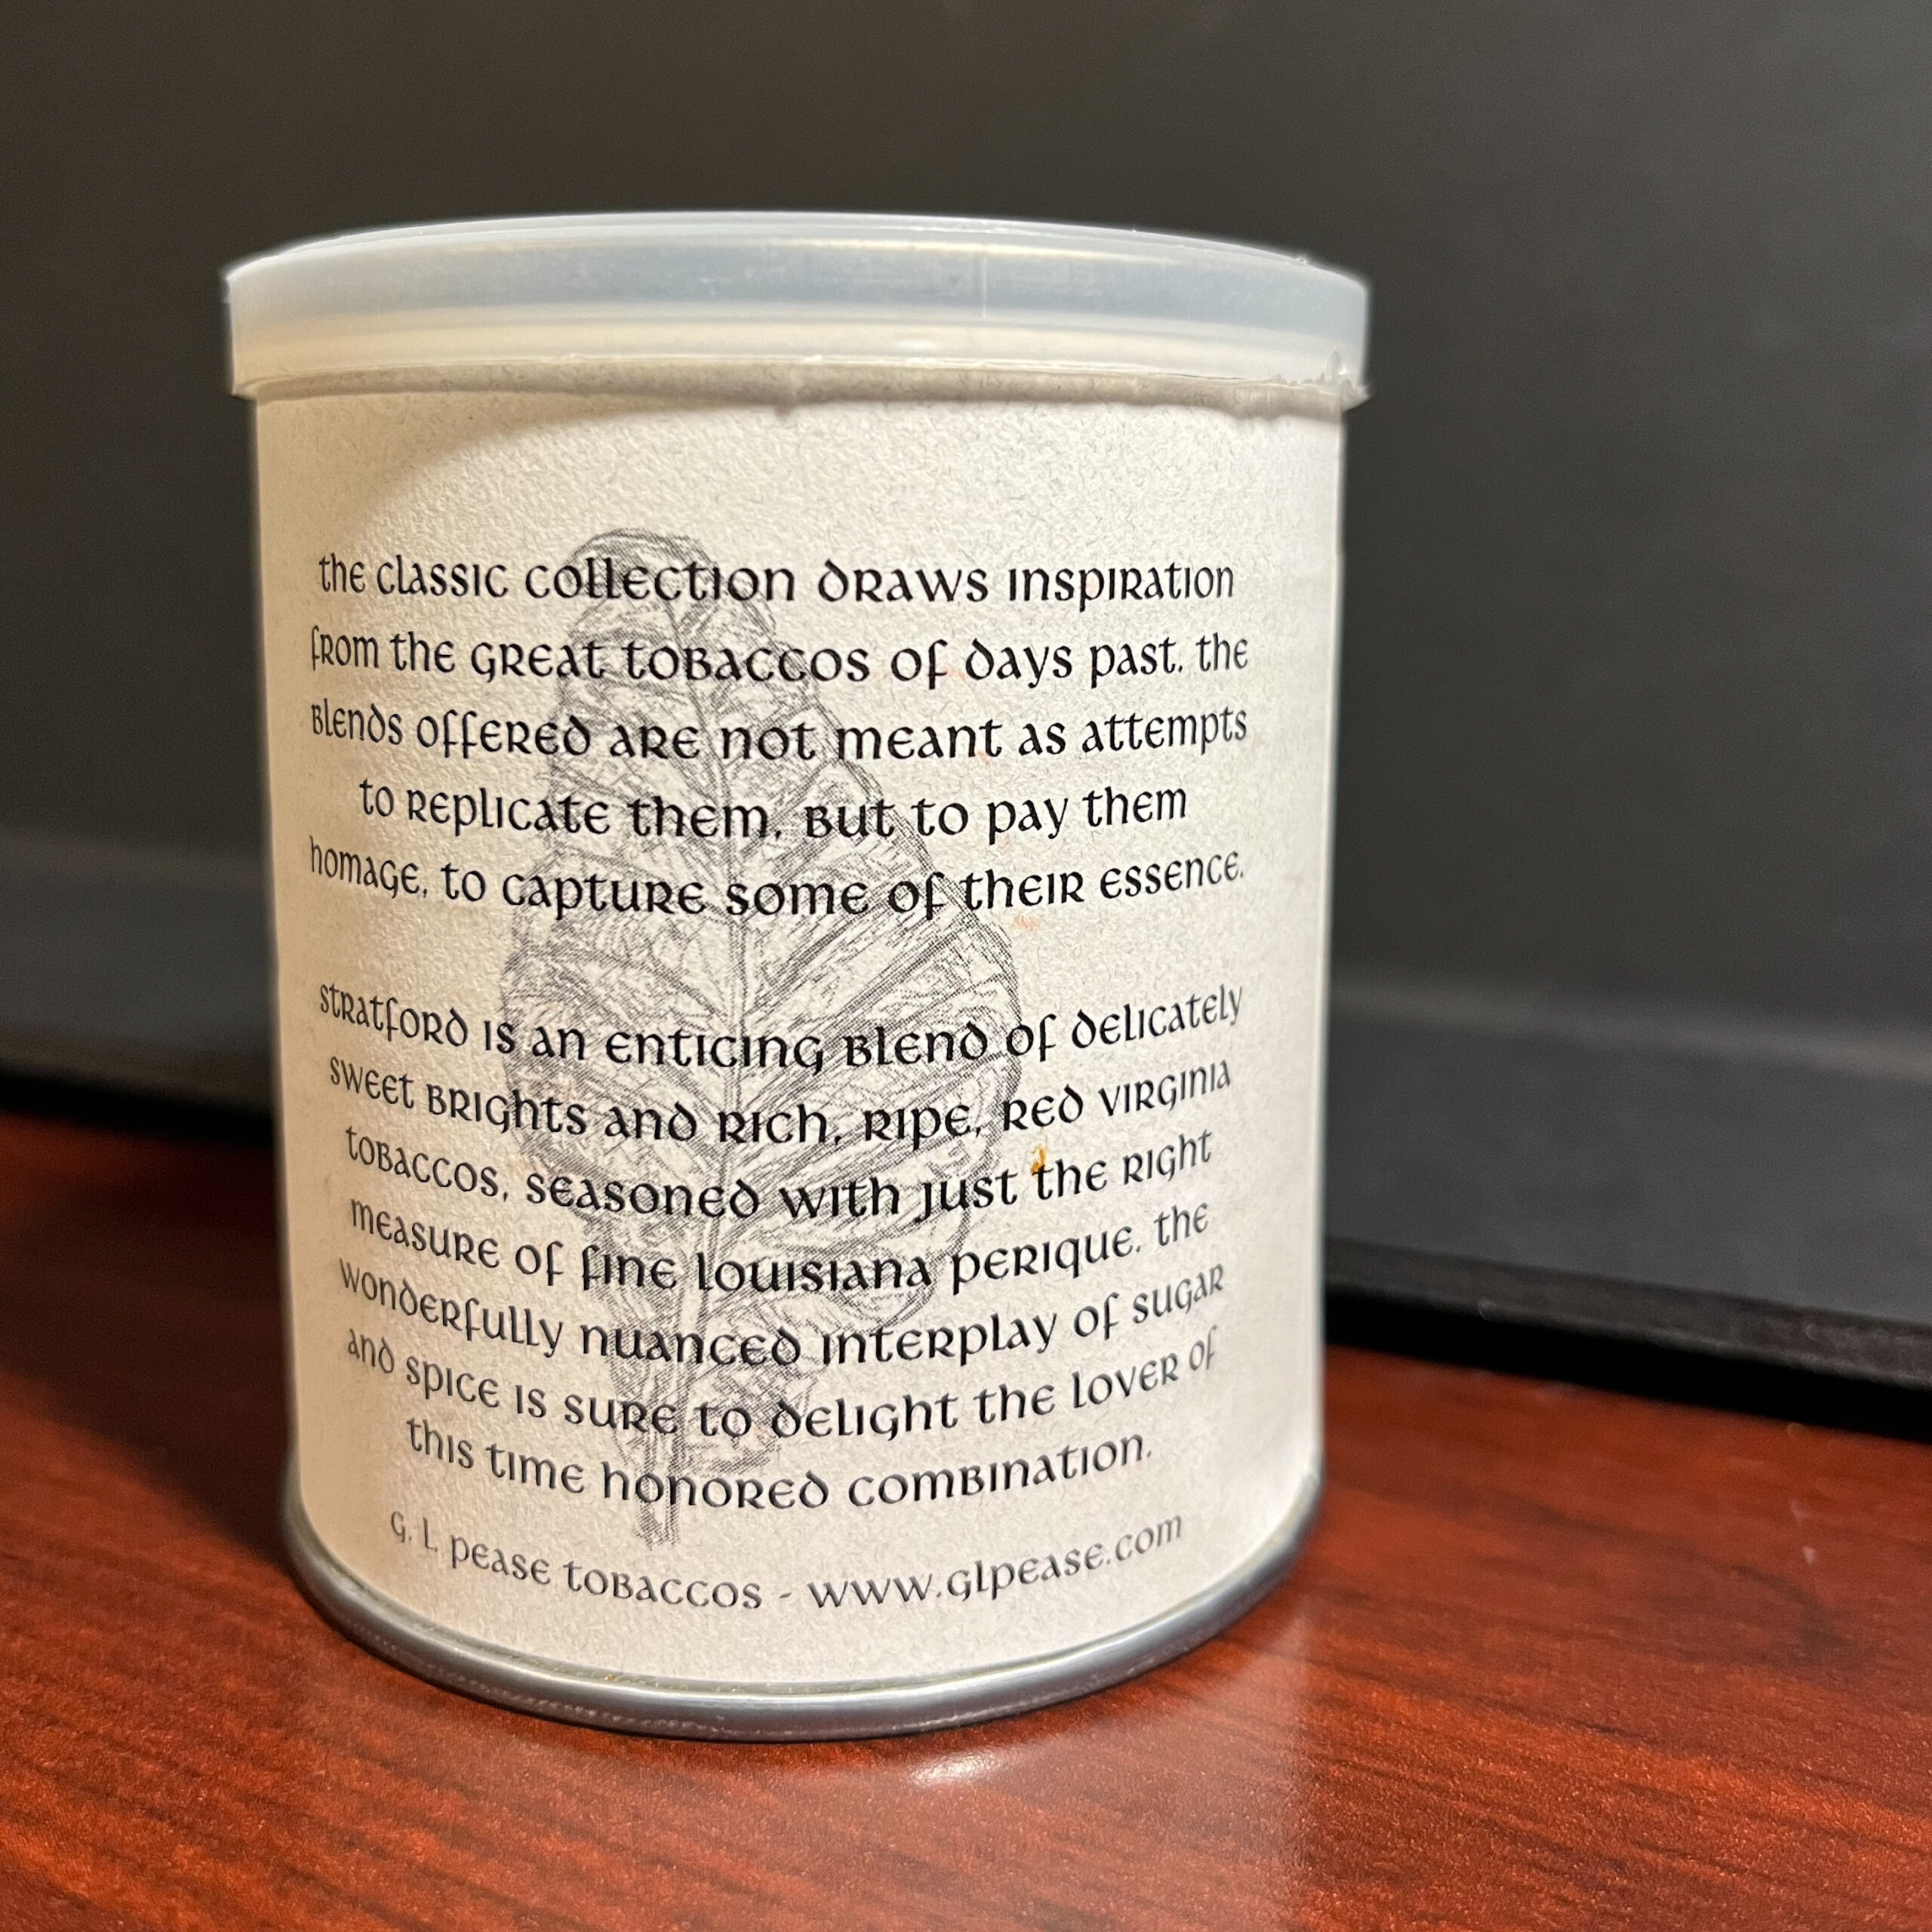 the classic collection draws inspiration
from the great tobaccos of days past. the
blends offered are not meant as attempts
to replicate them, but to pay them
homage, to capture some of their essence.
stratford is an enticing blend of delicately
sweet brights and rich, ripe, red virginia
tobaccos, seasoned with just the right
measure of fine louisiana perique. the
wonderfully nuanced interplay of sugar
and spice is sure to delight the lover of
this time honored combination.
g. l. pease tobaccos - www.glpease.com